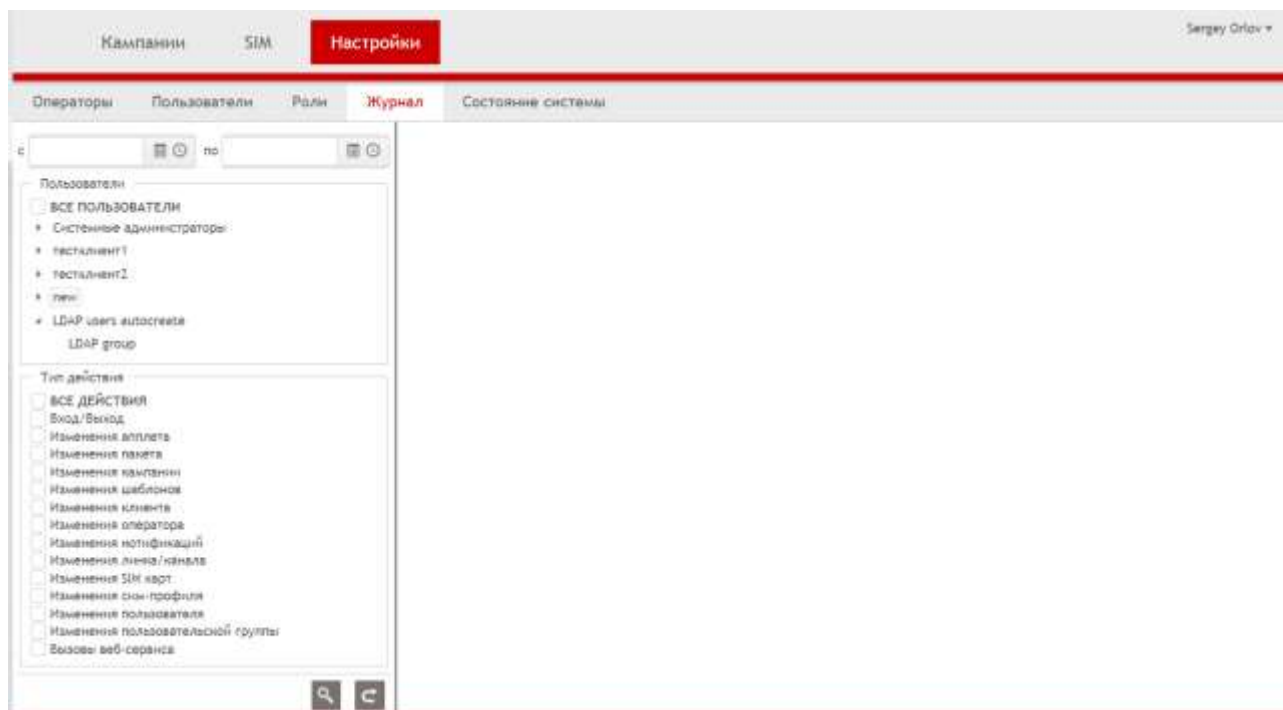 Sergey Orlov
Кампании SIM Настройки
Операторы Пользователи Роли Журнал Состояние системы
с по
Пользователи
ВСЕ ПОЛЬЗОВАТЕЛИ
Системные администраторы
тестклиент1
тестклиент2
new
LDAP users autocreate
LDAP group
Тип действия
ВСЕ ДЕЙСТВИЯ
Вход/Выход
Изменения апплета
Изменения пакета
Изменения кампании
Изменения шаблонов
Изменения клиента
Изменения оператора
Изменения нотификаций
Изменения линка/канала
Изменения SIM карт
Изменения сим-профиля
Изменения пользователя
Изменения пользовательской группы
Вызовы веб-сервиса